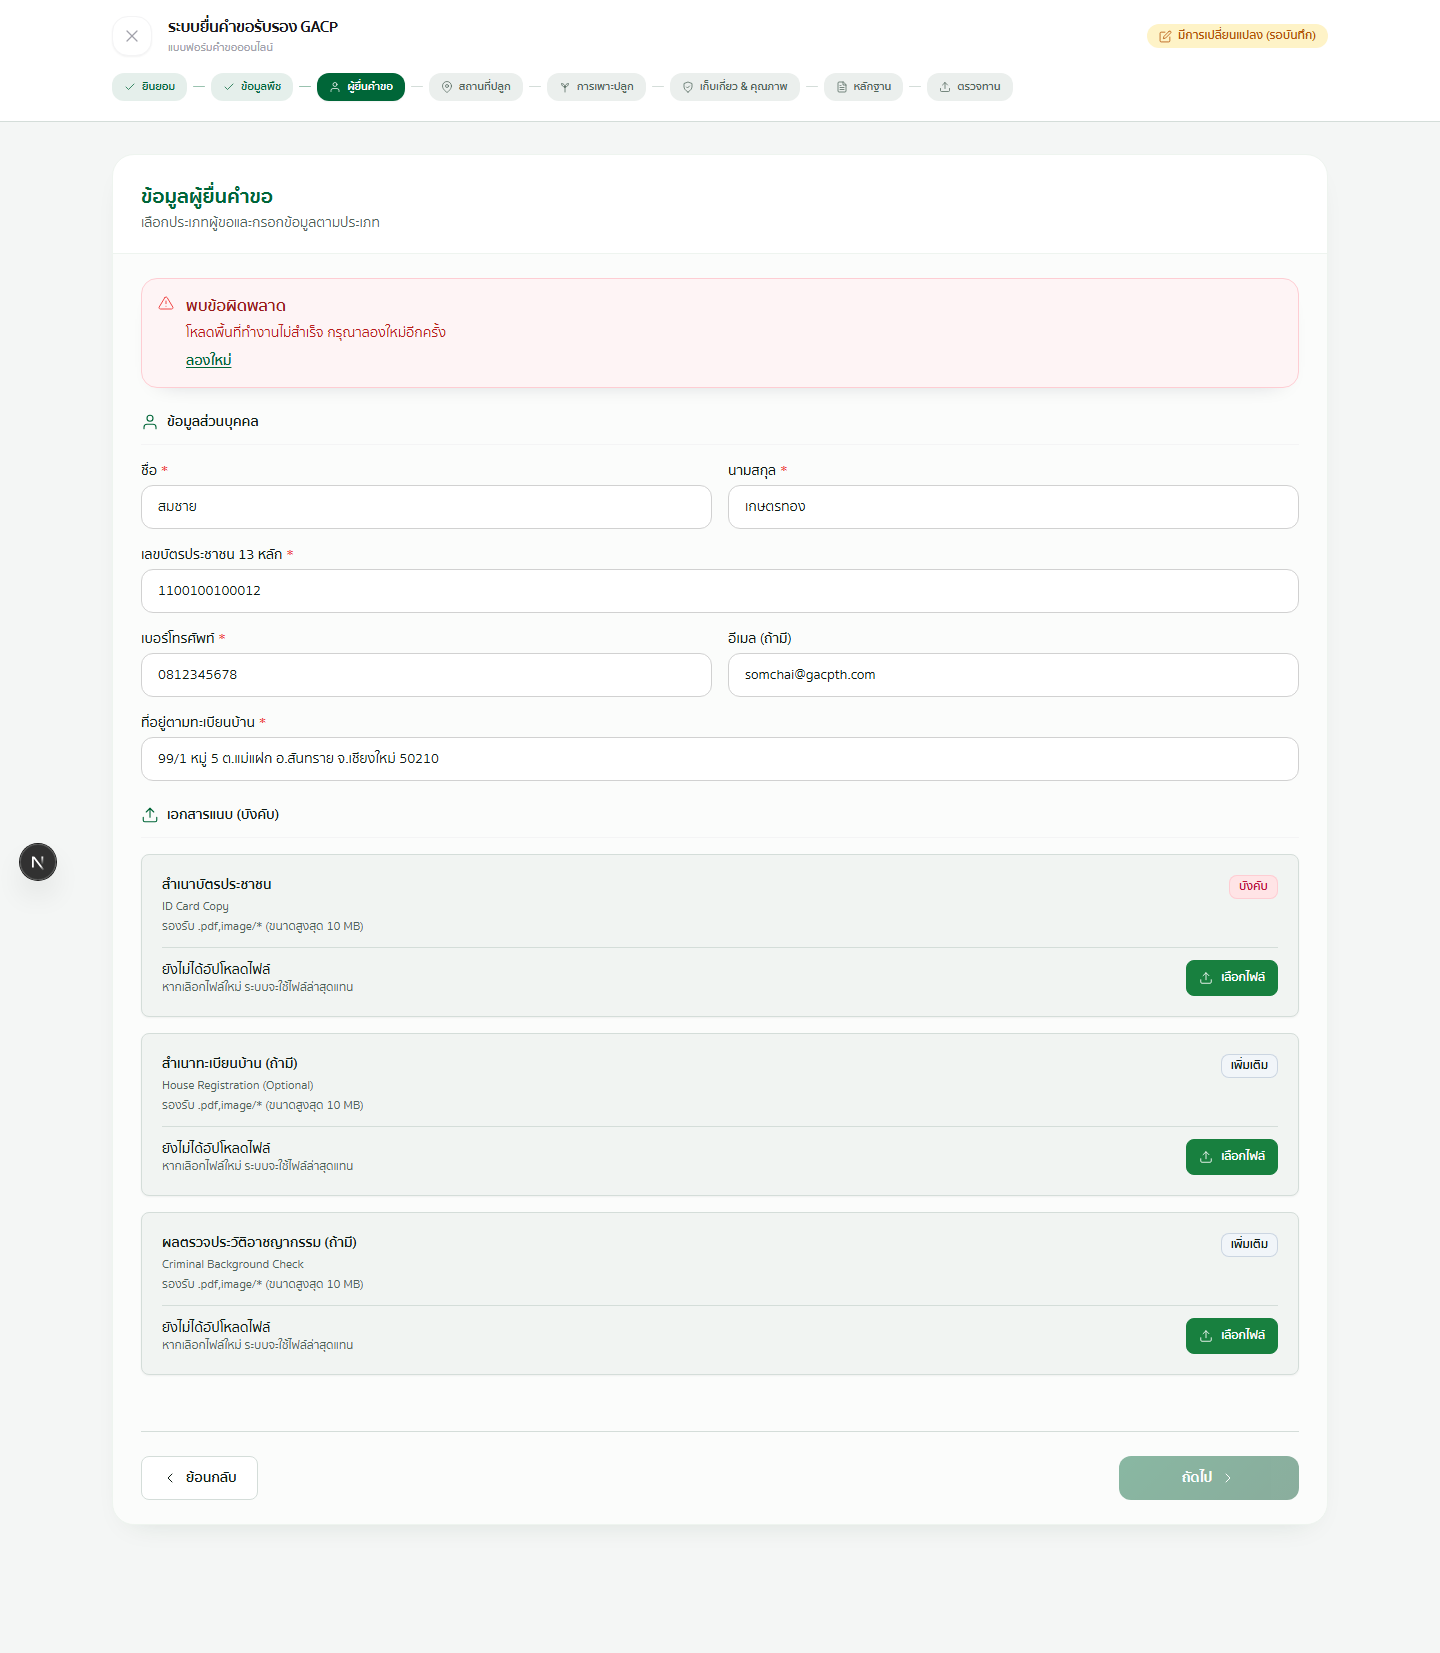 ระบบยื่นคำขอรับรอง GACP
แบบฟอร์มคำขอออนไลน์
มีการเปลี่ยนแปลง (รอบันทึก)
ยินยอม
ข้อมูลพืช
ผู้ยื่นคำขอ
สถานที่ปลูก
การเพาะปลูก
เก็บเกี่ยว & คุณภาพ
หลักฐาน
ตรวจทาน
ข้อมูลผู้ยื่นคำขอ
เลือกประเภทผู้ขอและกรอกข้อมูลตามประเภท
พบข้อผิดพลาด
โหลดพื้นที่ทำงานไม่สำเร็จ กรุณาลองใหม่อีกครั้ง
ลองใหม่
ข้อมูลส่วนบุคคล
ชื่อ *
นามสกุล *
สมชาย
เกษตรทอง
เลขบัตรประชาชน 13 หลัก *
1100100100012
เบอร์โทรศัพท์ *
อีเมล (ถ้ามี)
0812345678
somchai@gacpth.com
ที่อยู่ตามทะเบียนบ้าน *
99/1 หมู่ 5 ต.แม่แฝก อ.สันทราย จ.เชียงใหม่ 50210
เอกสารแนบ (บังคับ)
สำเนาบัตรประชาชน
บังคับ
ID Card Copy
รองรับ .pdf,image/* (ขนาดสูงสุด 10 MB)
ยังไม่ได้อัปโหลดไฟล์
หากเลือกไฟล์ใหม่ ระบบจะใช้ไฟล์ล่าสุดแทน
เลือกไฟล์
สำเนาทะเบียนบ้าน (ถ้ามี)
เพิ่มเติม
House Registration (Optional)
รองรับ .pdf,image/* (ขนาดสูงสุด 10 MB)
ยังไม่ได้อัปโหลดไฟล์
หากเลือกไฟล์ใหม่ ระบบจะใช้ไฟล์ล่าสุดแทน
เลือกไฟล์
ผลตรวจประวัติอาชญากรรม (ถ้ามี)
เพิ่มเติม
Criminal Background Check
รองรับ .pdf,image/* (ขนาดสูงสุด 10 MB)
ยังไม่ได้อัปโหลดไฟล์
หากเลือกไฟล์ใหม่ ระบบจะใช้ไฟล์ล่าสุดแทน
เลือกไฟล์
ย้อนกลับ
ถัดไป
N